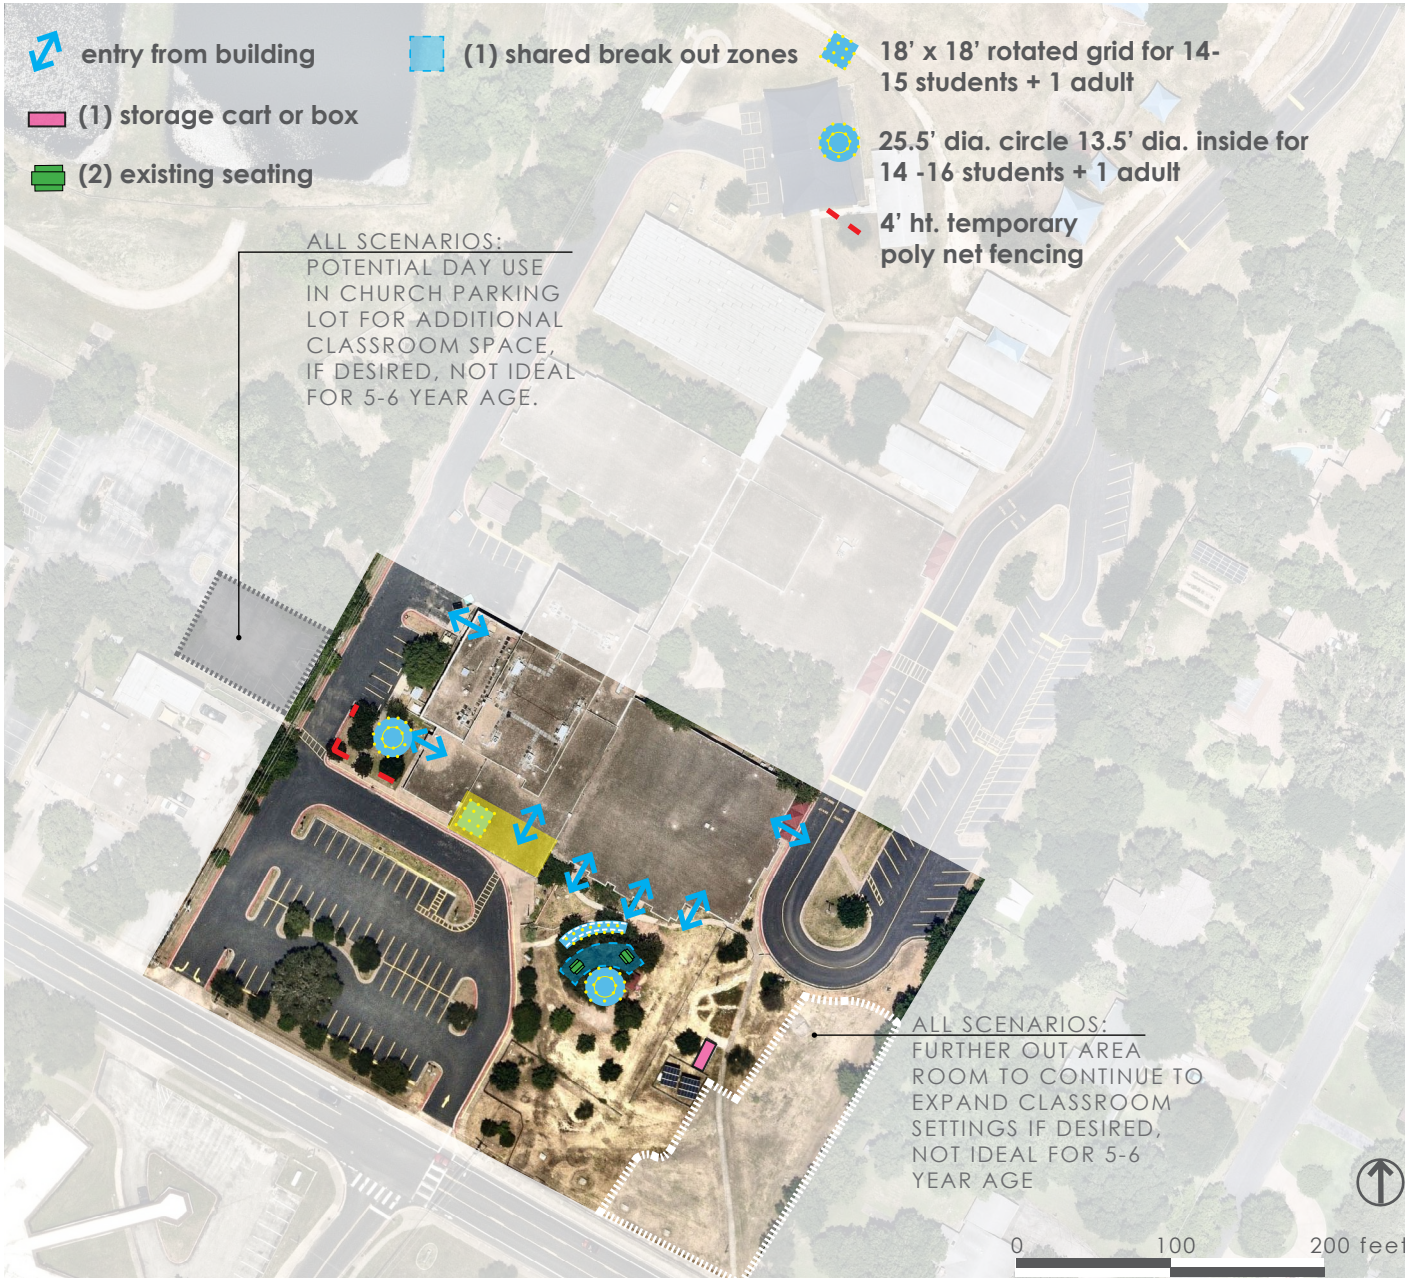 entry from building
(1) storage cart or box
(2) existing seating
(1) shared break out zones
18’ x 18’ rotated grid for 14-
15 students + 1 adult
25.5’ dia. circle 13.5’ dia. inside for
14 -16 students + 1 adult
4’ ht. temporary
poly net fencing
ALL SCENARIOS:
POTENTIAL DAY USE
IN CHURCH PARKING
LOT FOR ADDITIONAL
CLASSROOM SPACE,
IF DESIRED, NOT IDEAL
FOR 5-6 YEAR AGE.
ALL SCENARIOS:
FURTHER OUT AREA
ROOM TO CONTINUE TO
EXPAND CLASSROOM
SETTINGS IF DESIRED,
NOT IDEAL FOR 5-6
YEAR AGE
0 100 200 feet